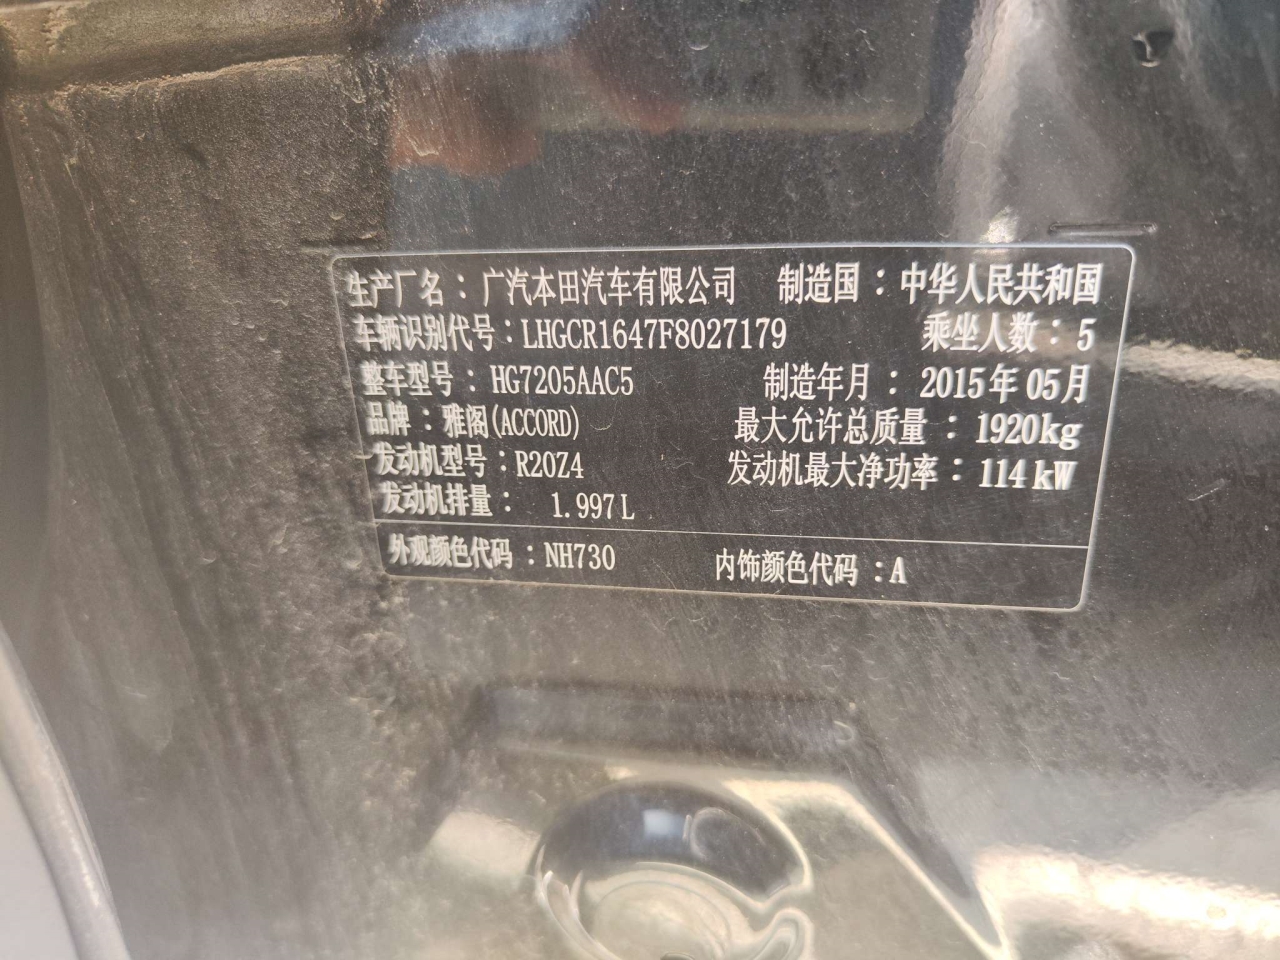 生产厂名：广汽本田汽车有限公司 制造国：中华人民共和国
车辆识别代号：LHGCR1647F8027179 乘坐人数：5
整车型号：HG7205AAC5 制造年月：2015年05月
品牌：雅阁(ACCORD) 最大允许总质量：1920kg
发动机型号：R20Z4 发动机最大净功率：114kW
发动机排量：1.997L
外观颜色代码：NH730 内饰颜色代码：A